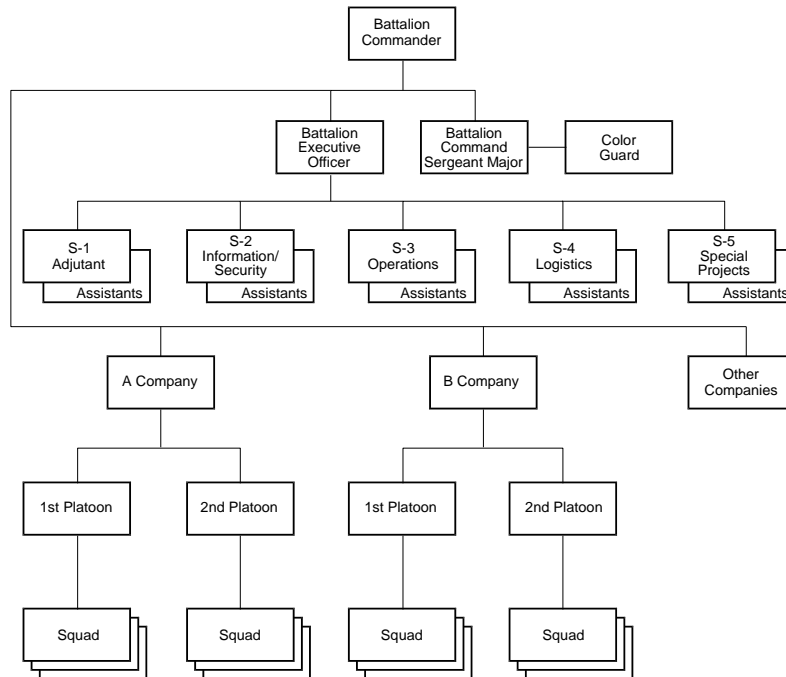 Battalion
Commander
Battalion
Executive
Officer
Battalion
Command
Sergeant Major
Color
Guard
S-1
Adjutant
Assistants
S-2
Information/
Security
Assistants
S-3
Operations
Assistants
S-4
Logistics
Assistants
S-5
Special
Projects
Assistants
A Company
B Company
Other
Companies
1st Platoon
2nd Platoon
1st Platoon
2nd Platoon
Squad
Squad
Squad
Squad